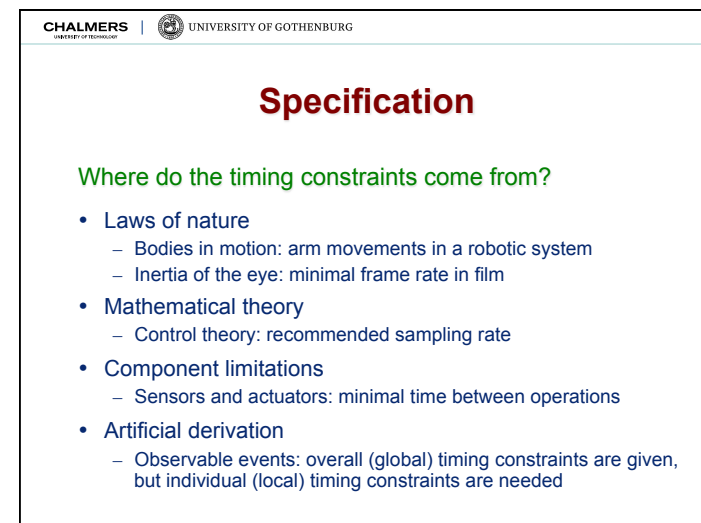 CHALMERS | UNIVERSITY OF GOTHENBURG
UNIVERSITY OF TECHNOLOGY
Specification
Where do the timing constraints come from?
• Laws of nature
– Bodies in motion: arm movements in a robotic system
– Inertia of the eye: minimal frame rate in film
• Mathematical theory
– Control theory: recommended sampling rate
• Component limitations
– Sensors and actuators: minimal time between operations
• Artificial derivation
– Observable events: overall (global) timing constraints are given,
but individual (local) timing constraints are needed